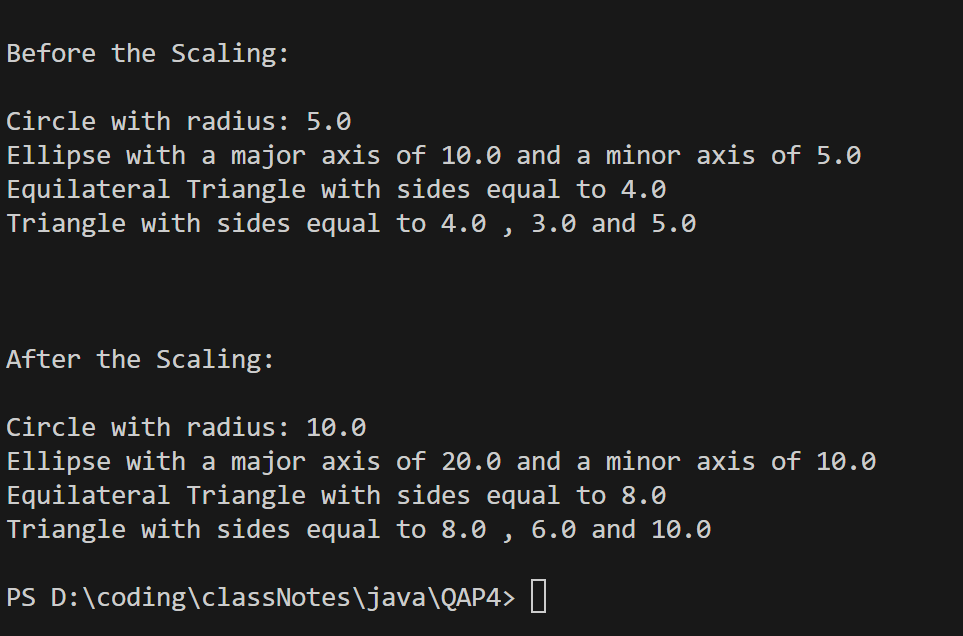 Before the Scaling:
Circle with radius: 5.0
Ellipse with a major axis of 10.0 and a minor axis of 5.0
Equilateral Triangle with sides equal to 4.0
Triangle with sides equal to 4.0 , 3.0 and 5.0
After the Scaling:
Circle with radius: 10.0
Ellipse with a major axis of 20.0 and a minor axis of 10.0
Equilateral Triangle with sides equal to 8.0
Triangle with sides equal to 8.0 , 6.0 and 10.0
PS D:\coding\classNotes\java\QAP4>